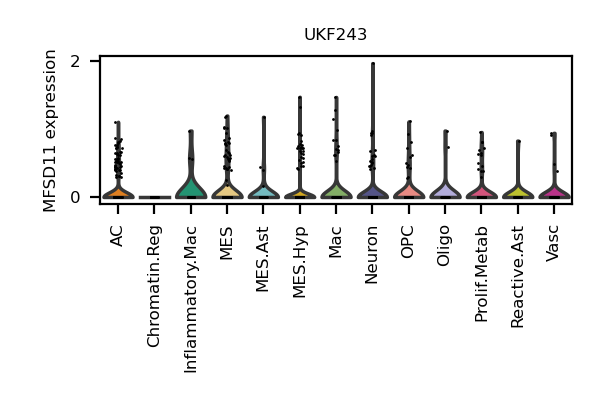 UKF243
MFSD11 expression
2
0
AC
Chromatin.Reg
Inflammatory.Mac
MES
MES.Ast
MES.Hyp
Mac
Neuron
OPC
Oligo
Prolif.Metab
Reactive.Ast
Vasc